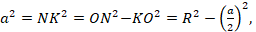 a² = NK² = ON²−KO² = R² − (a/2)²,